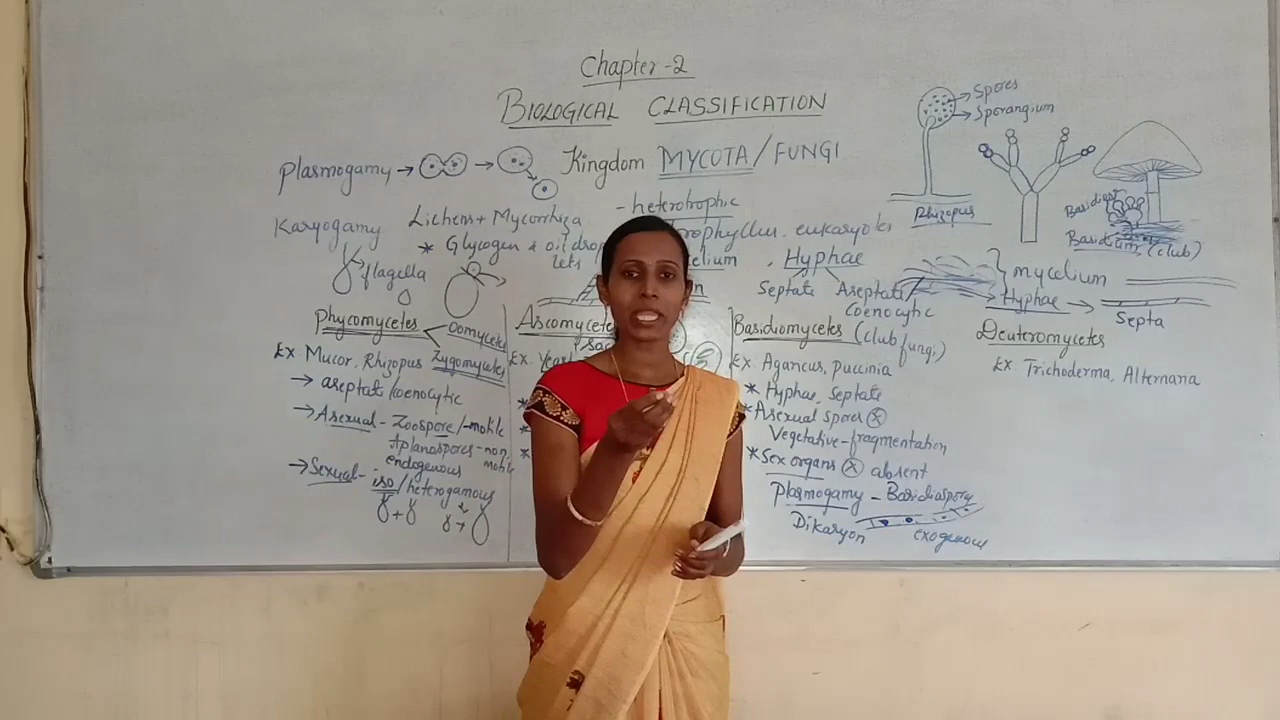 Chapter-2
BIOLOGICAL CLASSIFICATION
Kingdom MYCOTA/FUNGI
Plasmogamy
Karyogamy
flagella
Lichens + Mycorrhiza
* Glycogen & oil drop
lets
- heterotrophic
eukaryotes
Hyphae
Septate Aseptate/
Coenocytic
Spores
Sporangium
Rhizopus
Basidium (club)
mycelium
Hyphae
Septa
Phycomycetes
Oomycetes
Zygomycetes
Ex. Mucor, Rhizopus
→ aseptate/coenocytic
→ Asexual - Zoospore/-motile
Aplanospores-non
endogenous motile
→ Sexual - iso/heterogamous
Ascomycete
Ex. Yeast
Basidiomycetes (club fungi)
Ex. Agaricus, puccinia
* Hyphae, Septate
* Asexual spores ⓧ
Vegetative-fragmentation
* Sex organs ⓧ absent
Plasmogamy - Basidiaspory
Dikaryon
exogenous
Deuteromycetes
Ex. Trichoderma, Alternaria